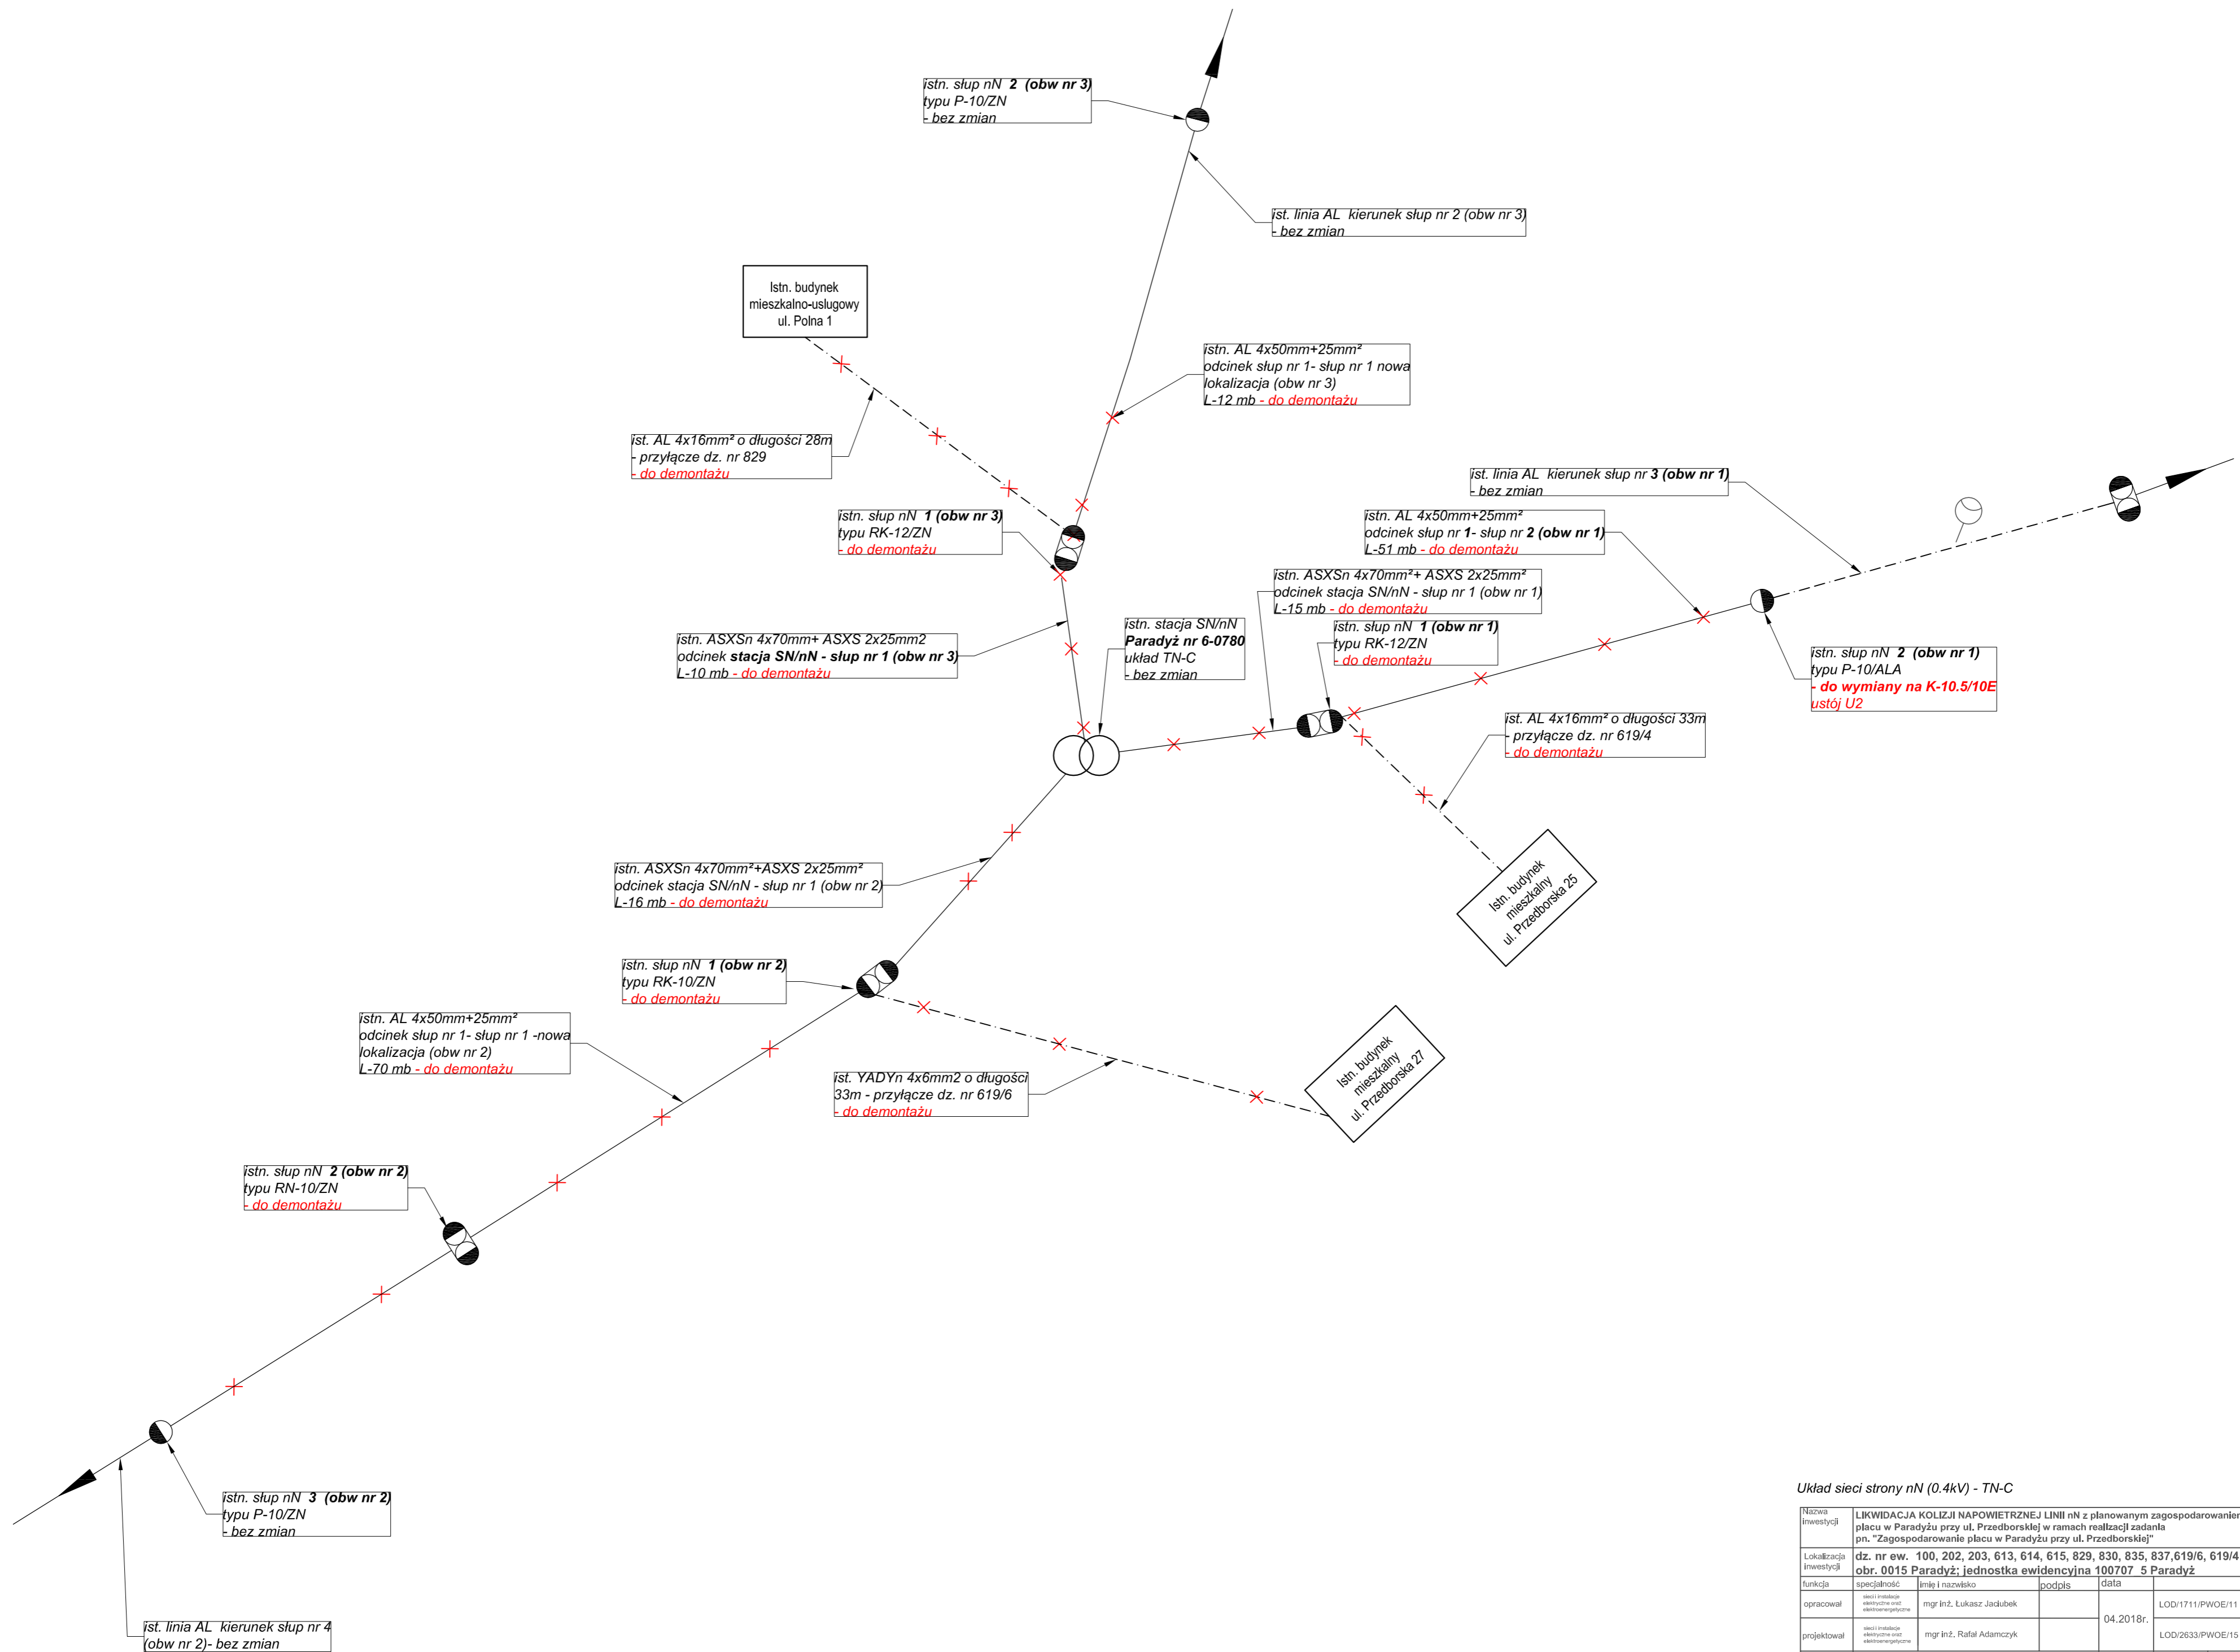 istn. słup nN 2 (obw nr 3)
typu P-10/ZN
- bez zmian
ist. linia AL kierunek słup nr 2 (obw nr 3)
- bez zmian
Istn. budynek
mieszkalno-uslugowy
ul. Polna 1
istn. AL 4x50mm+25mm²
odcinek słup nr 1- słup nr 1 nowa
lokalizacja (obw nr 3)
L-12 mb - do demontażu
ist. AL 4x16mm² o długości 28m
- przyłącze dz. nr 829
- do demontażu
ist. linia AL kierunek słup nr 3 (obw nr 1)
- bez zmian
istn. słup nN 1 (obw nr 3)
typu RK-12/ZN
- do demontażu
istn. AL 4x50mm+25mm²
odcinek słup nr 1- słup nr 2 (obw nr 1)
L-51 mb - do demontażu
istn. ASXSn 4x70mm²+ ASXS 2x25mm²
odcinek stacja SN/nN - słup nr 1 (obw nr 1)
L-15 mb - do demontażu
istn. ASXSn 4x70mm+ ASXS 2x25mm2
odcinek stacja SN/nN - słup nr 1 (obw nr 3)
L-10 mb - do demontażu
istn. stacja SN/nN
Paradyż nr 6-0780
układ TN-C
- bez zmian
istn. słup nN 1 (obw nr 1)
typu RK-12/ZN
- do demontażu
istn. słup nN 2 (obw nr 1)
typu P-10/ALA
- do wymiany na K-10.5/10E
ustój U2
ist. AL 4x16mm² o długości 33m
- przyłącze dz. nr 619/4
- do demontażu
Istn. budynek
mieszkalny
ul. Przedborska 25
istn. ASXSn 4x70mm²+ASXS 2x25mm²
odcinek stacja SN/nN - słup nr 1 (obw nr 2)
L-16 mb - do demontażu
istn. słup nN 1 (obw nr 2)
typu RK-10/ZN
- do demontażu
istn. AL 4x50mm+25mm²
odcinek słup nr 1- słup nr 1 -nowa
lokalizacja (obw nr 2)
L-70 mb - do demontażu
Istn. budynek
mieszkalny
ul. Przedborska 27
ist. YADYn 4x6mm2 o długości
33m - przyłącze dz. nr 619/6
- do demontażu
istn. słup nN 2 (obw nr 2)
typu RN-10/ZN
- do demontażu
istn. słup nN 3 (obw nr 2)
typu P-10/ZN
- bez zmian
ist. linia AL kierunek słup nr 4
(obw nr 2)- bez zmian
Układ sieci strony nN (0.4kV) - TN-C
Nazwa
inwestycji
LIKWIDACJA KOLIZJI NAPOWIETRZNEJ LINII nN z planowanym zagospodarowanien
placu w Paradyżu przy ul. Przedborskiej w ramach realizacji zadania
pn. "Zagospodarowanie placu w Paradyżu przy ul. Przedborskiej"
Lokalizacja
inwestycji
dz. nr ew. 100, 202, 203, 613, 614, 615, 829, 830, 835, 837,619/6, 619/4
obr. 0015 Paradyż; jednostka ewidencyjna 100707_5 Paradyż
funkcja specjalność imię i nazwisko podpis data
opracował
sieci i instalacje
elektryczne oraz
elektroenergetyczne
mgr inż. Łukasz Jaciubek
04.2018r.
LOD/1711/PWOE/11
projektował
sieci i instalacje
elektryczne oraz
elektroenergetyczne
mgr inż. Rafał Adamczyk
LOD/2633/PWOE/15